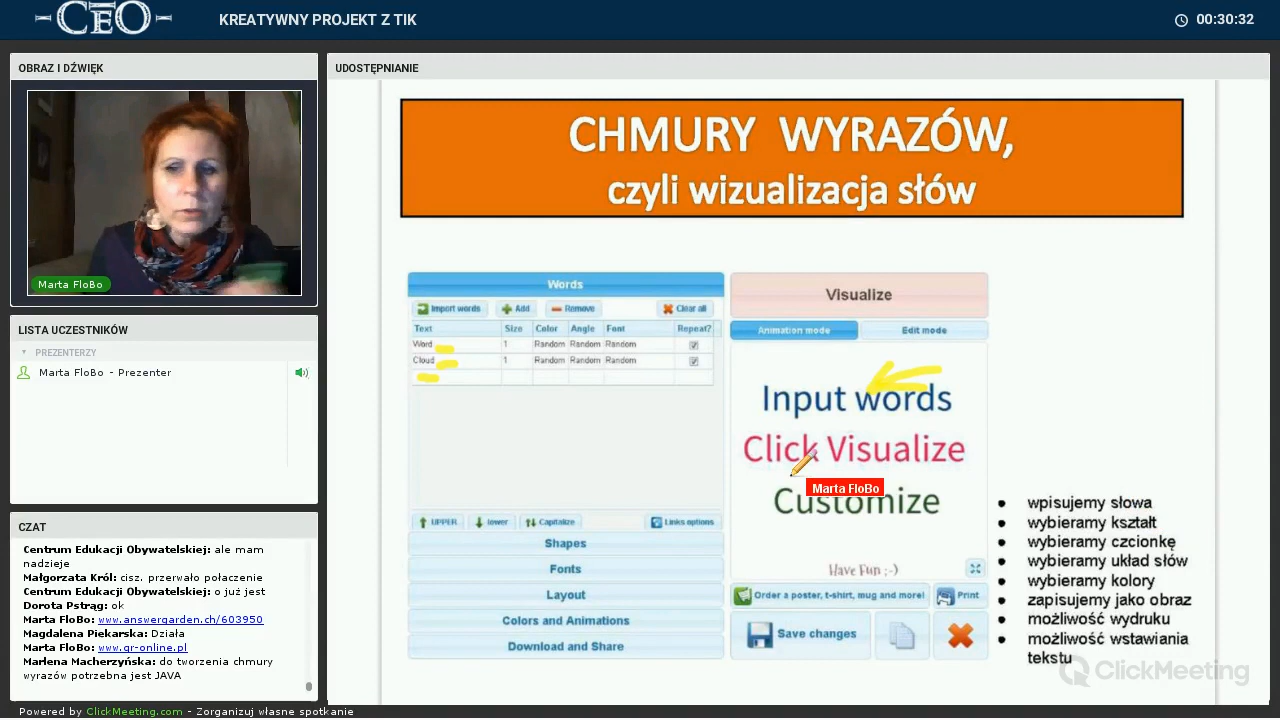 CEO
KREATYWNY PROJEKT Z TIK
00:30:32
OBRAZ I DŹWIĘK
Marta FloBo
LISTA UCZESTNIKÓW
PREZENTERZY
Marta FloBo - Prezenter
CZAT
Centrum Edukacji Obywatelskiej: ale mam
nadzieje
Małgorzata Król: cisz. przerwało połaczenie
Centrum Edukacji Obywatelskiej: o już jest
Dorota Pstrąg: ok
Marta FloBo: www.answergarden.ch/603950
Magdalena Piekarska: Działa
Marta FloBo: www.qr-online.pl
Marlena Macherzyńska: do tworzenia chmury
wyrazów potrzebna jest JAVA
UDOSTĘPNIANIE
CHMURY WYRAZÓW,
czyli wizualizacja słów
Words
Import words Add Remove Clear all
Text Size Color Angle Font Repeat?
Word 1 Random Random Random
Cloud 1 Random Random Random
UPPER lower Capitalize Links options
Shapes
Fonts
Layout
Colors and Animations
Download and Share
Visualize
Animation mode Edit mode
Input words
Click Visualize
Marta FloBo
Customize
Have Fun ;-)
Order a poster, t-shirt, mug and more! Print
Save changes
• wpisujemy słowa
• wybieramy kształt
• wybieramy czcionkę
• wybieramy układ słów
• wybieramy kolory
• zapisujemy jako obraz
• możliwość wydruku
• możliwość wstawiania
tekstu
ClickMeeting
Powered by ClickMeeting.com - Zorganizuj własne spotkanie